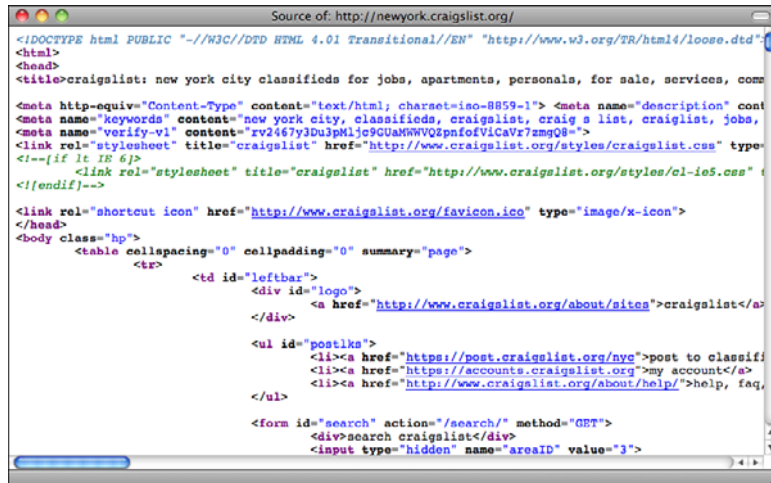 Source of: http://newyork.craigslist.org/
<!DOCTYPE html PUBLIC "-//W3C//DTD HTML 4.01 Transitional//EN" "http://www.w3.org/TR/html4/loose.dtd">
<html>
<head>
<title>craigslist: new york city classifieds for jobs, apartments, personals, for sale, services, comm
<meta http-equiv="Content-Type" content="text/html; charset=iso-8859-1"> <meta name="description" cont
<meta name="keywords" content="new york city, classifieds, craigslist, craig s list, craiglist, jobs,
<meta name="verify-v1" content="rv2467y3Du3pMljc9GUaMWWVQZpnfofViCaVr7zmgQ8=">
<link rel="stylesheet" title="craigslist" href="http://www.craigslist.org/styles/craigslist.css" type=
<!--[if lt IE 6]>
<link rel="stylesheet" title="craigslist" href="http://www.craigslist.org/styles/cl-ie5.css" t
<![endif]-->
<link rel="shortcut icon" href="http://www.craigslist.org/favicon.ico" type="image/x-icon">
</head>
<body class="hp">
<table cellspacing="0" cellpadding="0" summary="page">
<tr>
<td id="leftbar">
<div id="logo">
<a href="http://www.craigslist.org/about/sites">craigslist</a>
</div>
<ul id="postlks">
<li><a href="https://post.craigslist.org/nyc">post to classifi
<li><a href="https://accounts.craigslist.org">my account</a>
<li><a href="http://www.craigslist.org/about/help/">help, faq,
</ul>
<form id="search" action="/search/" method="GET">
<div>search craigslist</div>
<input type="hidden" name="areaID" value="3">